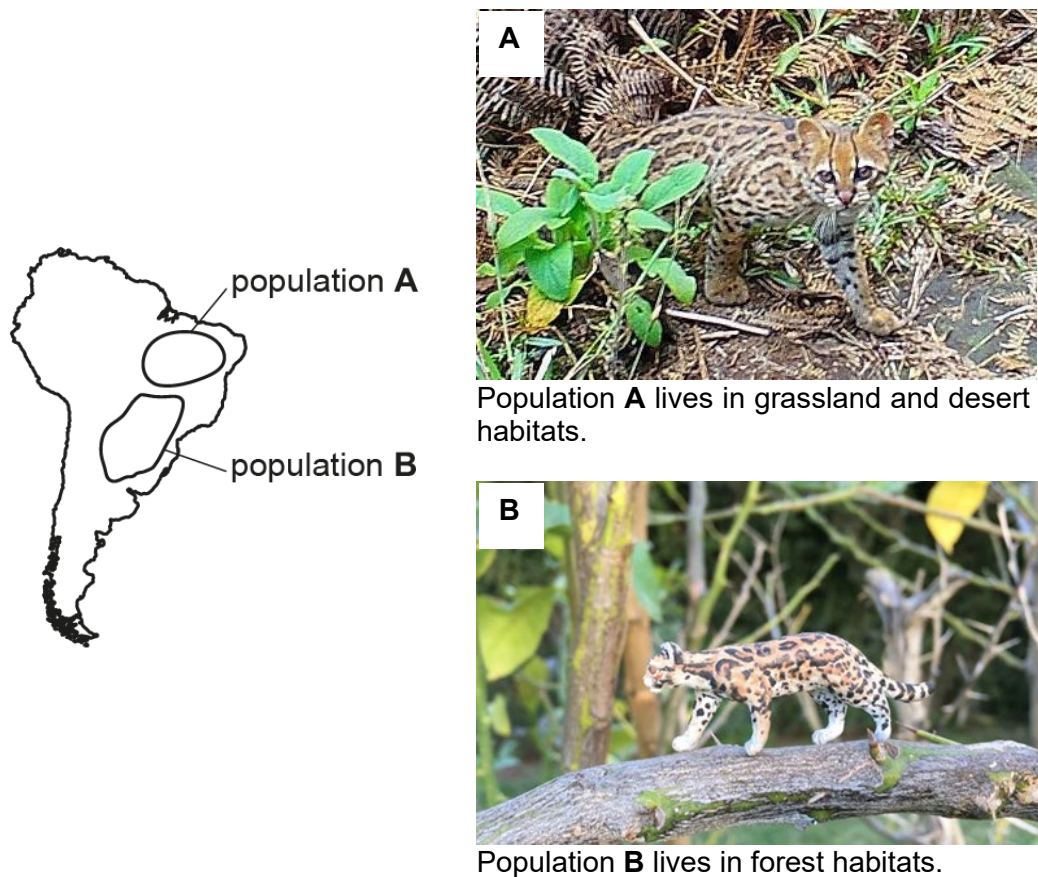 population A
population B
A
Population A lives in grassland and desert
habitats.
B
Population B lives in forest habitats.